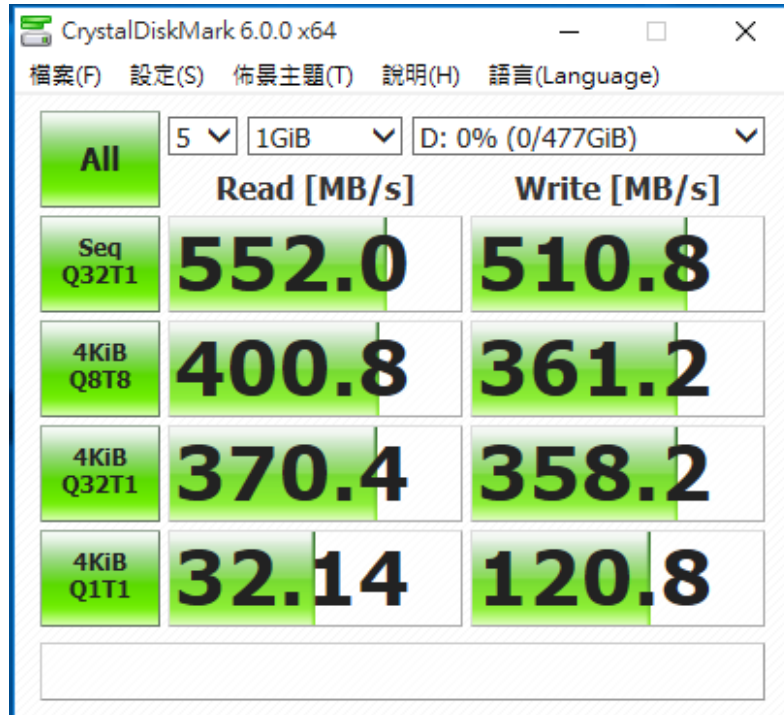 CrystalDiskMark 6.0.0 x64
檔案(F) 設定(S) 佈景主題(T) 說明(H) 語言(Language)
All 5 1GiB D: 0% (0/477GiB)
Read [MB/s] Write [MB/s]
Seq
Q32T1 552.0 510.8
4KiB
Q8T8 400.8 361.2
4KiB
Q32T1 370.4 358.2
4KiB
Q1T1 32.14 120.8